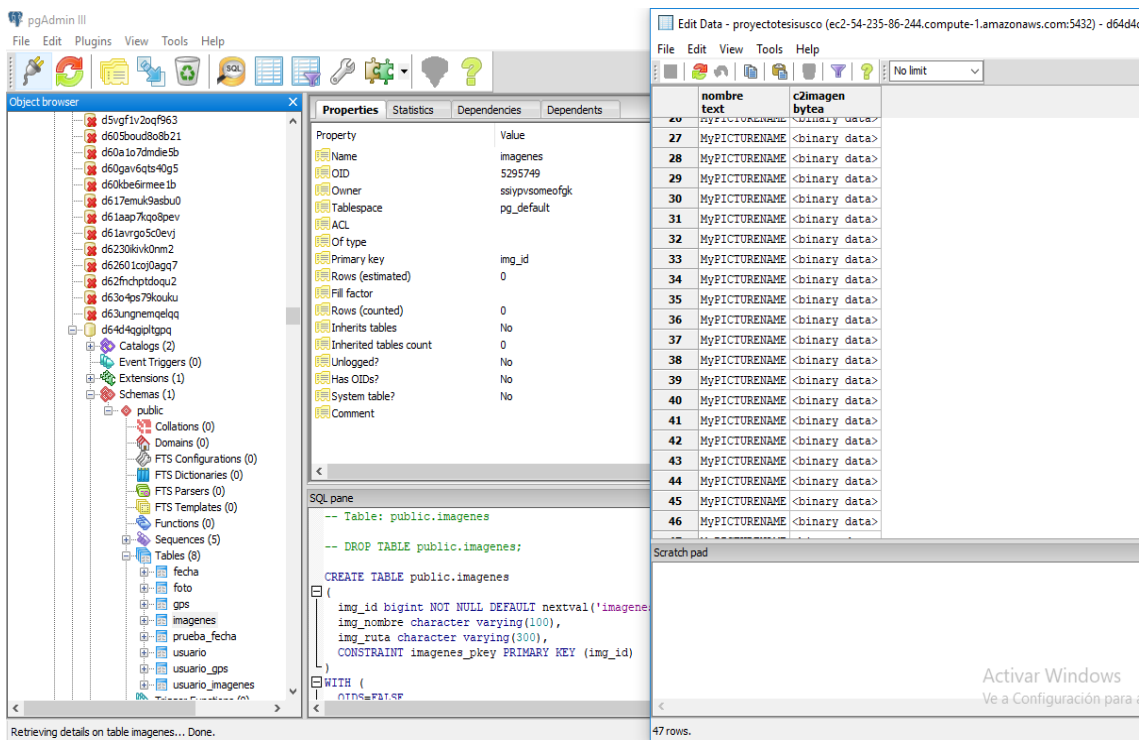 pgAdmin III
File Edit Plugins View Tools Help
SQL
Object browser
d5vgf1v2oqf963
d605boud8o8b21
d60a1o7dmdie5b
d60gav6qts40g5
d60kbe6irmee1b
d617emuk9asbu0
d61aap7kqo8pev
d61avrgo5c0evj
d6230ikivk0nm2
d62601coj0agq7
d62fnchptdoqu2
d63o4ps79kouku
d63ungnemqelqq
d64d4qgipltgpq
Catalogs (2)
Event Triggers (0)
Extensions (1)
Schemas (1)
public
Collations (0)
Domains (0)
FTS Configurations (0)
FTS Dictionaries (0)
FTS Parsers (0)
FTS Templates (0)
Functions (0)
Sequences (5)
Tables (8)
fecha
foto
gps
imagenes
prueba_fecha
usuario
usuario_gps
usuario_imagenes
Trigger Functions (0)
Retrieving details on table imagenes... Done.
Properties Statistics Dependencies Dependents
Property Value
Name imagenes
OID 5295749
Owner ssiypvsomeofgk
Tablespace pg_default
ACL
Of type
Primary key img_id
Rows (estimated) 0
Fill factor
Rows (counted) 0
Inherits tables No
Inherited tables count 0
Unlogged? No
Has OIDs? No
System table? No
Comment
SQL pane
-- Table: public.imagenes
-- DROP TABLE public.imagenes;
CREATE TABLE public.imagenes
(
img_id bigint NOT NULL DEFAULT nextval('imagene
img_nombre character varying(100),
img_ruta character varying(300),
CONSTRAINT imagenes_pkey PRIMARY KEY (img_id)
)
WITH (
OIDS=FALSE
Edit Data - proyectotesisusco (ec2-54-235-86-244.compute-1.amazonaws.com:5432) - d64d4q
File Edit View Tools Help
No limit
nombre c2imagen
text bytea
26 MyPICTURENAME <binary data>
27 MyPICTURENAME <binary data>
28 MyPICTURENAME <binary data>
29 MyPICTURENAME <binary data>
30 MyPICTURENAME <binary data>
31 MyPICTURENAME <binary data>
32 MyPICTURENAME <binary data>
33 MyPICTURENAME <binary data>
34 MyPICTURENAME <binary data>
35 MyPICTURENAME <binary data>
36 MyPICTURENAME <binary data>
37 MyPICTURENAME <binary data>
38 MyPICTURENAME <binary data>
39 MyPICTURENAME <binary data>
40 MyPICTURENAME <binary data>
41 MyPICTURENAME <binary data>
42 MyPICTURENAME <binary data>
43 MyPICTURENAME <binary data>
44 MyPICTURENAME <binary data>
45 MyPICTURENAME <binary data>
46 MyPICTURENAME <binary data>
Scratch pad
Activar Windows
Ve a Configuración para a
47 rows.